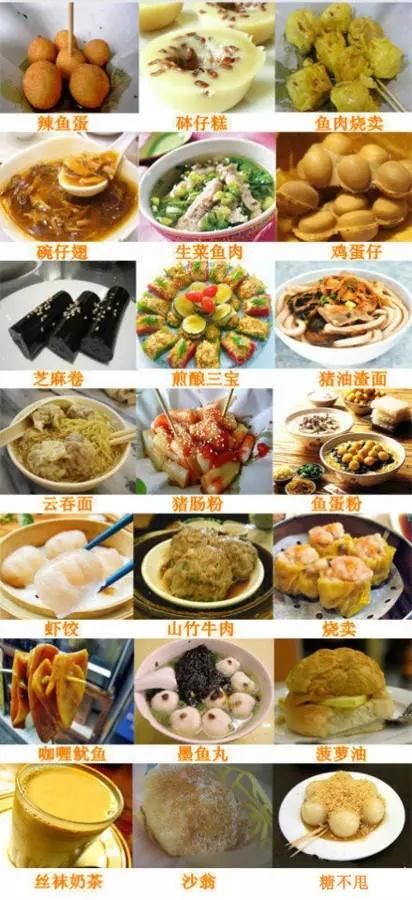 辣鱼蛋 砵仔糕 鱼肉烧卖
碗仔翅 生菜鱼肉 鸡蛋仔
芝麻卷 煎酿三宝 猪油渣面
云吞面 猪肠粉 鱼蛋粉
虾饺 山竹牛肉 烧卖
咖喱鱿鱼 墨鱼丸 菠萝油
丝袜奶茶 沙翁 糖不甩